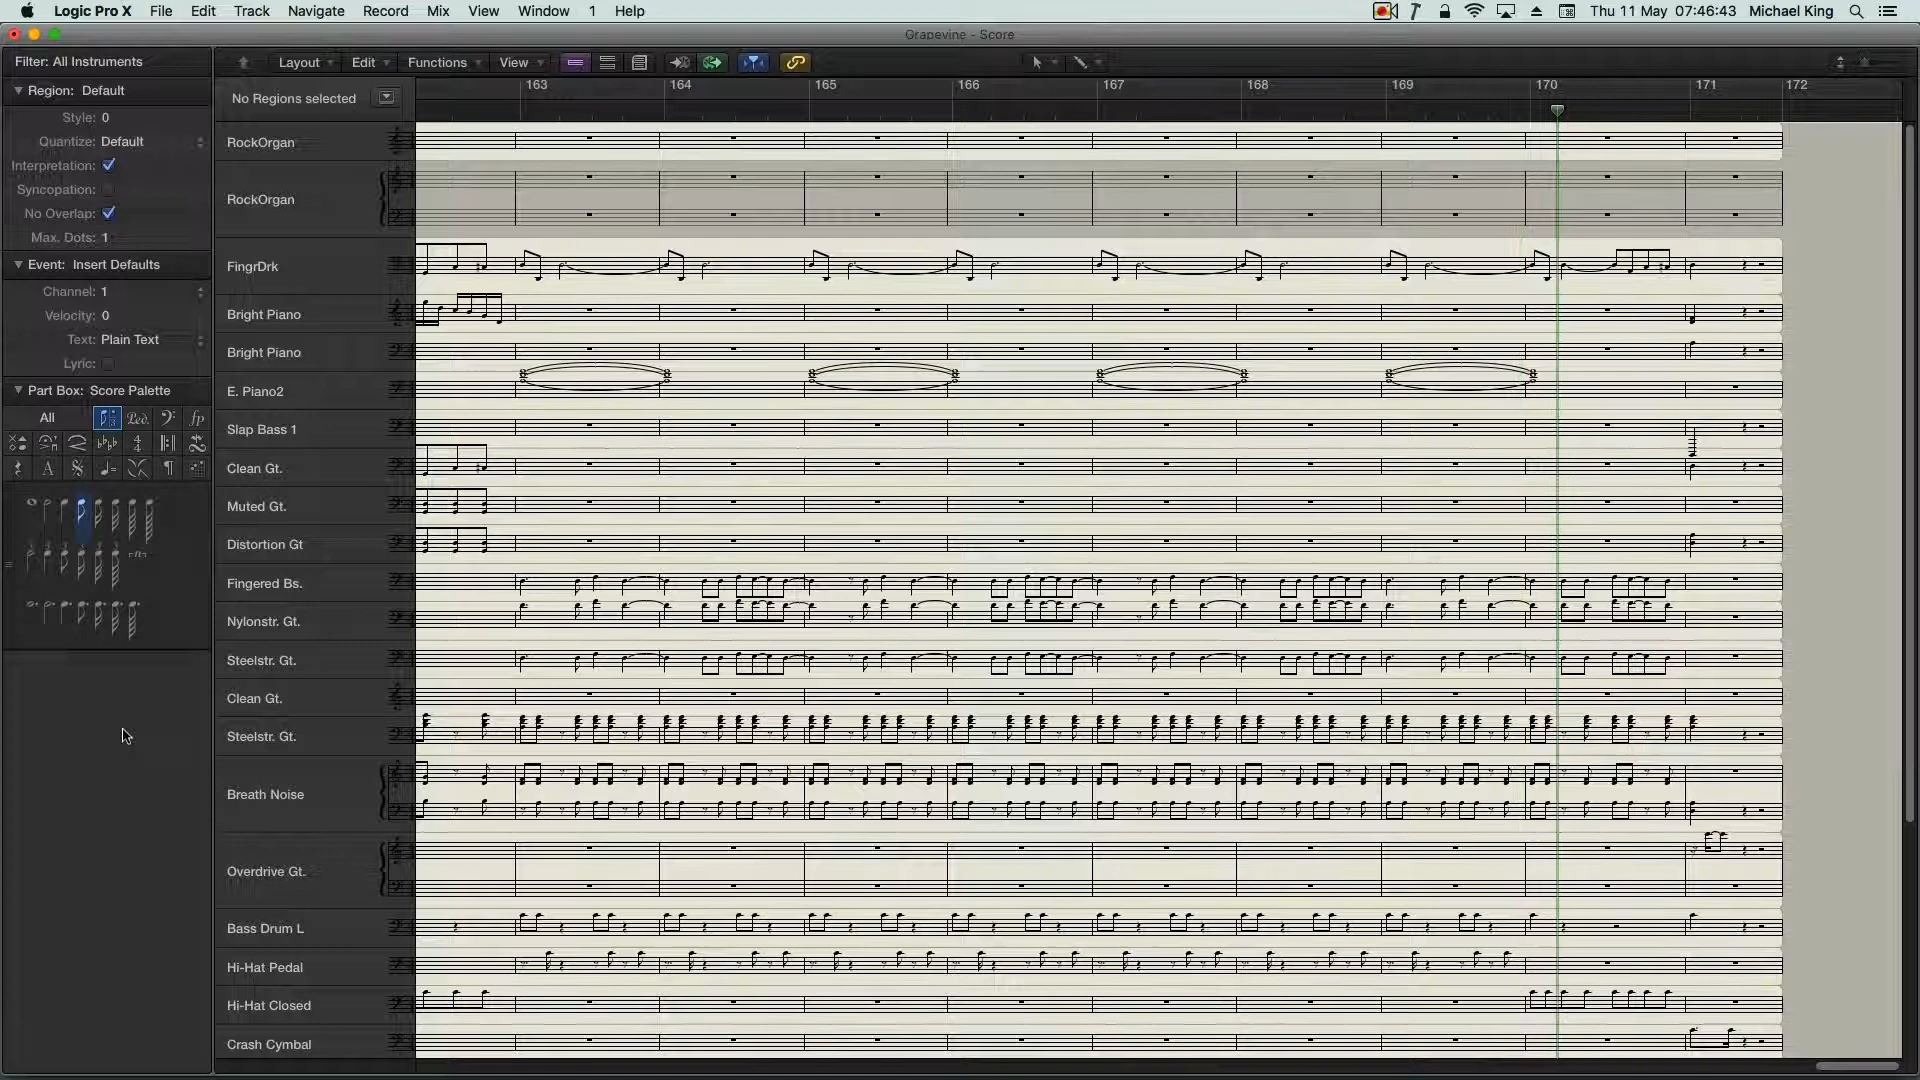 Logic Pro X File Edit Track Navigate Record Mix View Window 1 Help Thu 11 May 07:46:43 Michael King
Grapevine - Score
Filter: All Instruments
Layout Edit Functions View
Region: Default
Style: 0
Quantize: Default
Interpretation:
Syncopation:
No Overlap:
Max. Dots: 1
Event: Insert Defaults
Channel: 1
Velocity: 0
Text: Plain Text
Lyric:
Part Box: Score Palette
All
No Regions selected
163 164 165 166 167 168 169 170 171 172
RockOrgan
RockOrgan
FingrDrk
Bright Piano
Bright Piano
E. Piano2
Slap Bass 1
Clean Gt.
Muted Gt.
Distortion Gt
Fingered Bs.
Nylonstr. Gt.
Steelstr. Gt.
Clean Gt.
Steelstr. Gt.
Breath Noise
Overdrive Gt.
Bass Drum L
Hi-Hat Pedal
Hi-Hat Closed
Crash Cymbal